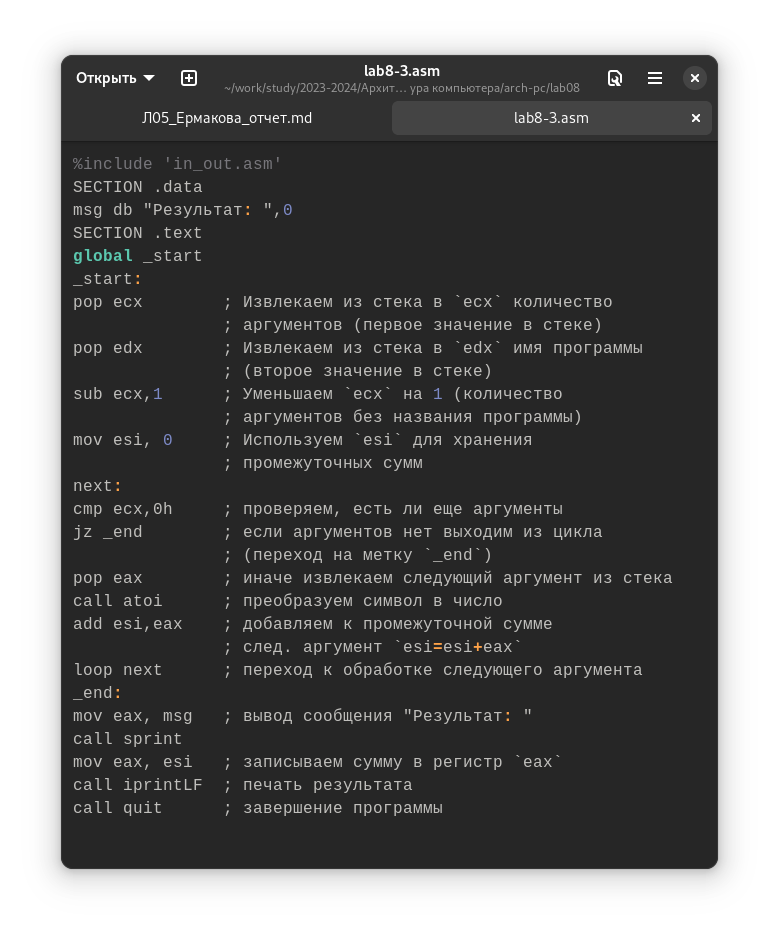 Открыть
lab8-3.asm
~/work/study/2023-2024/Архит… ура компьютера/arch-pc/lab08
Л05_Ермакова_отчет.md
lab8-3.asm
%include 'in_out.asm'
SECTION .data
msg db "Результат: ",0
SECTION .text
global _start
_start:
pop ecx        ; Извлекаем из стека в `ecx` количество
               ; аргументов (первое значение в стеке)
pop edx        ; Извлекаем из стека в `edx` имя программы
               ; (второе значение в стеке)
sub ecx,1      ; Уменьшаем `ecx` на 1 (количество
               ; аргументов без названия программы)
mov esi, 0     ; Используем `esi` для хранения
               ; промежуточных сумм
next:
cmp ecx,0h     ; проверяем, есть ли еще аргументы
jz _end        ; если аргументов нет выходим из цикла
               ; (переход на метку `_end`)
pop eax        ; иначе извлекаем следующий аргумент из стека
call atoi      ; преобразуем символ в число
add esi,eax    ; добавляем к промежуточной сумме
               ; след. аргумент `esi=esi+eax`
loop next      ; переход к обработке следующего аргумента
_end:
mov eax, msg   ; вывод сообщения "Результат: "
call sprint
mov eax, esi   ; записываем сумму в регистр `eax`
call iprintLF  ; печать результата
call quit      ; завершение программы